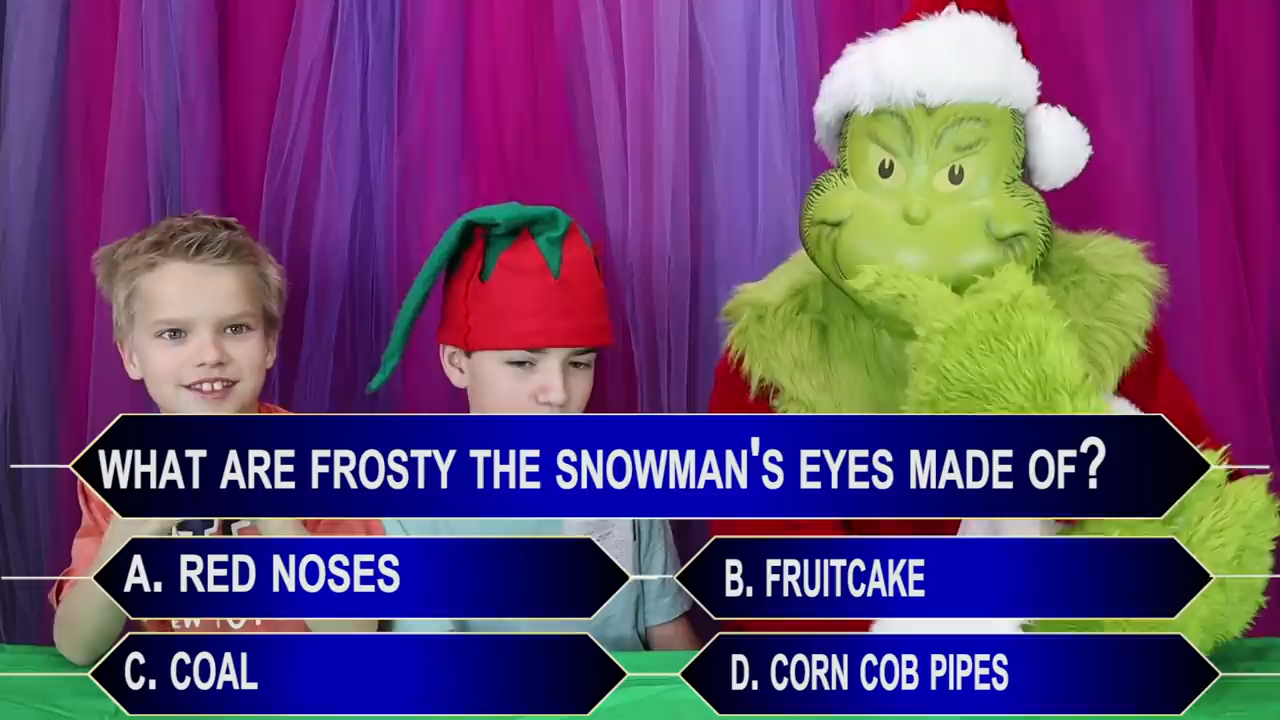 WHAT ARE FROSTY THE SNOWMAN'S EYES MADE OF?
A. RED NOSES
B. FRUITCAKE
C. COAL
D. CORN COB PIPES